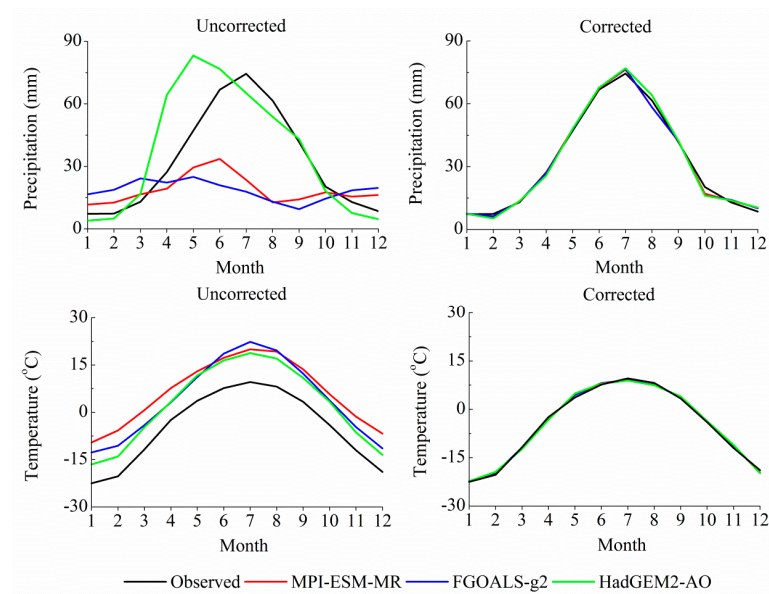 Uncorrected
Corrected
Precipitation (mm)
90
60
30
0
1 2 3 4 5 6 7 8 9 10 11 12
Month
Precipitation (mm)
90
60
30
0
1 2 3 4 5 6 7 8 9 10 11 12
Month
Uncorrected
Corrected
Temperature (°C)
30
15
0
-15
-30
1 2 3 4 5 6 7 8 9 10 11 12
Month
Temperature (°C)
30
15
0
-15
-30
1 2 3 4 5 6 7 8 9 10 11 12
Month
Observed MPI-ESM-MR FGOALS-g2 HadGEM2-AO